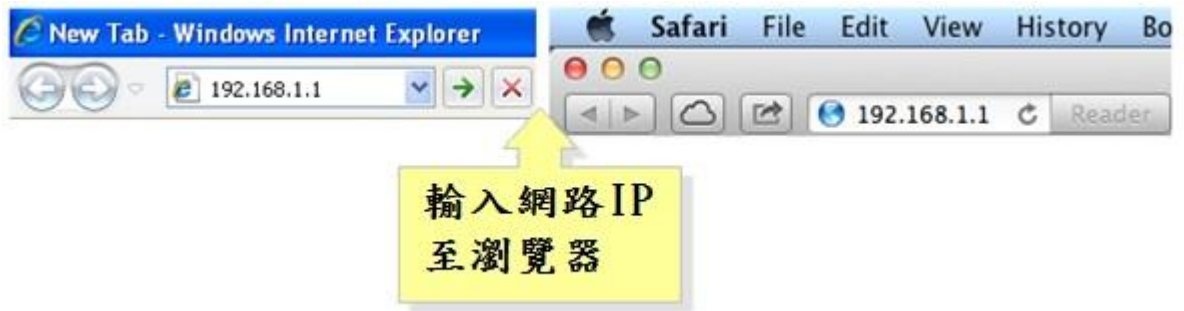 New Tab - Windows Internet Explorer
192.168.1.1
Safari File Edit View History Bo
192.168.1.1 Reader
輸入網路IP
至瀏覽器